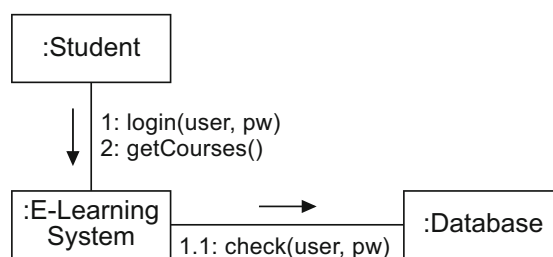 :Student
1: login(user, pw)
2: getCourses()
:E-Learning
System
:Database
1.1: check(user, pw)